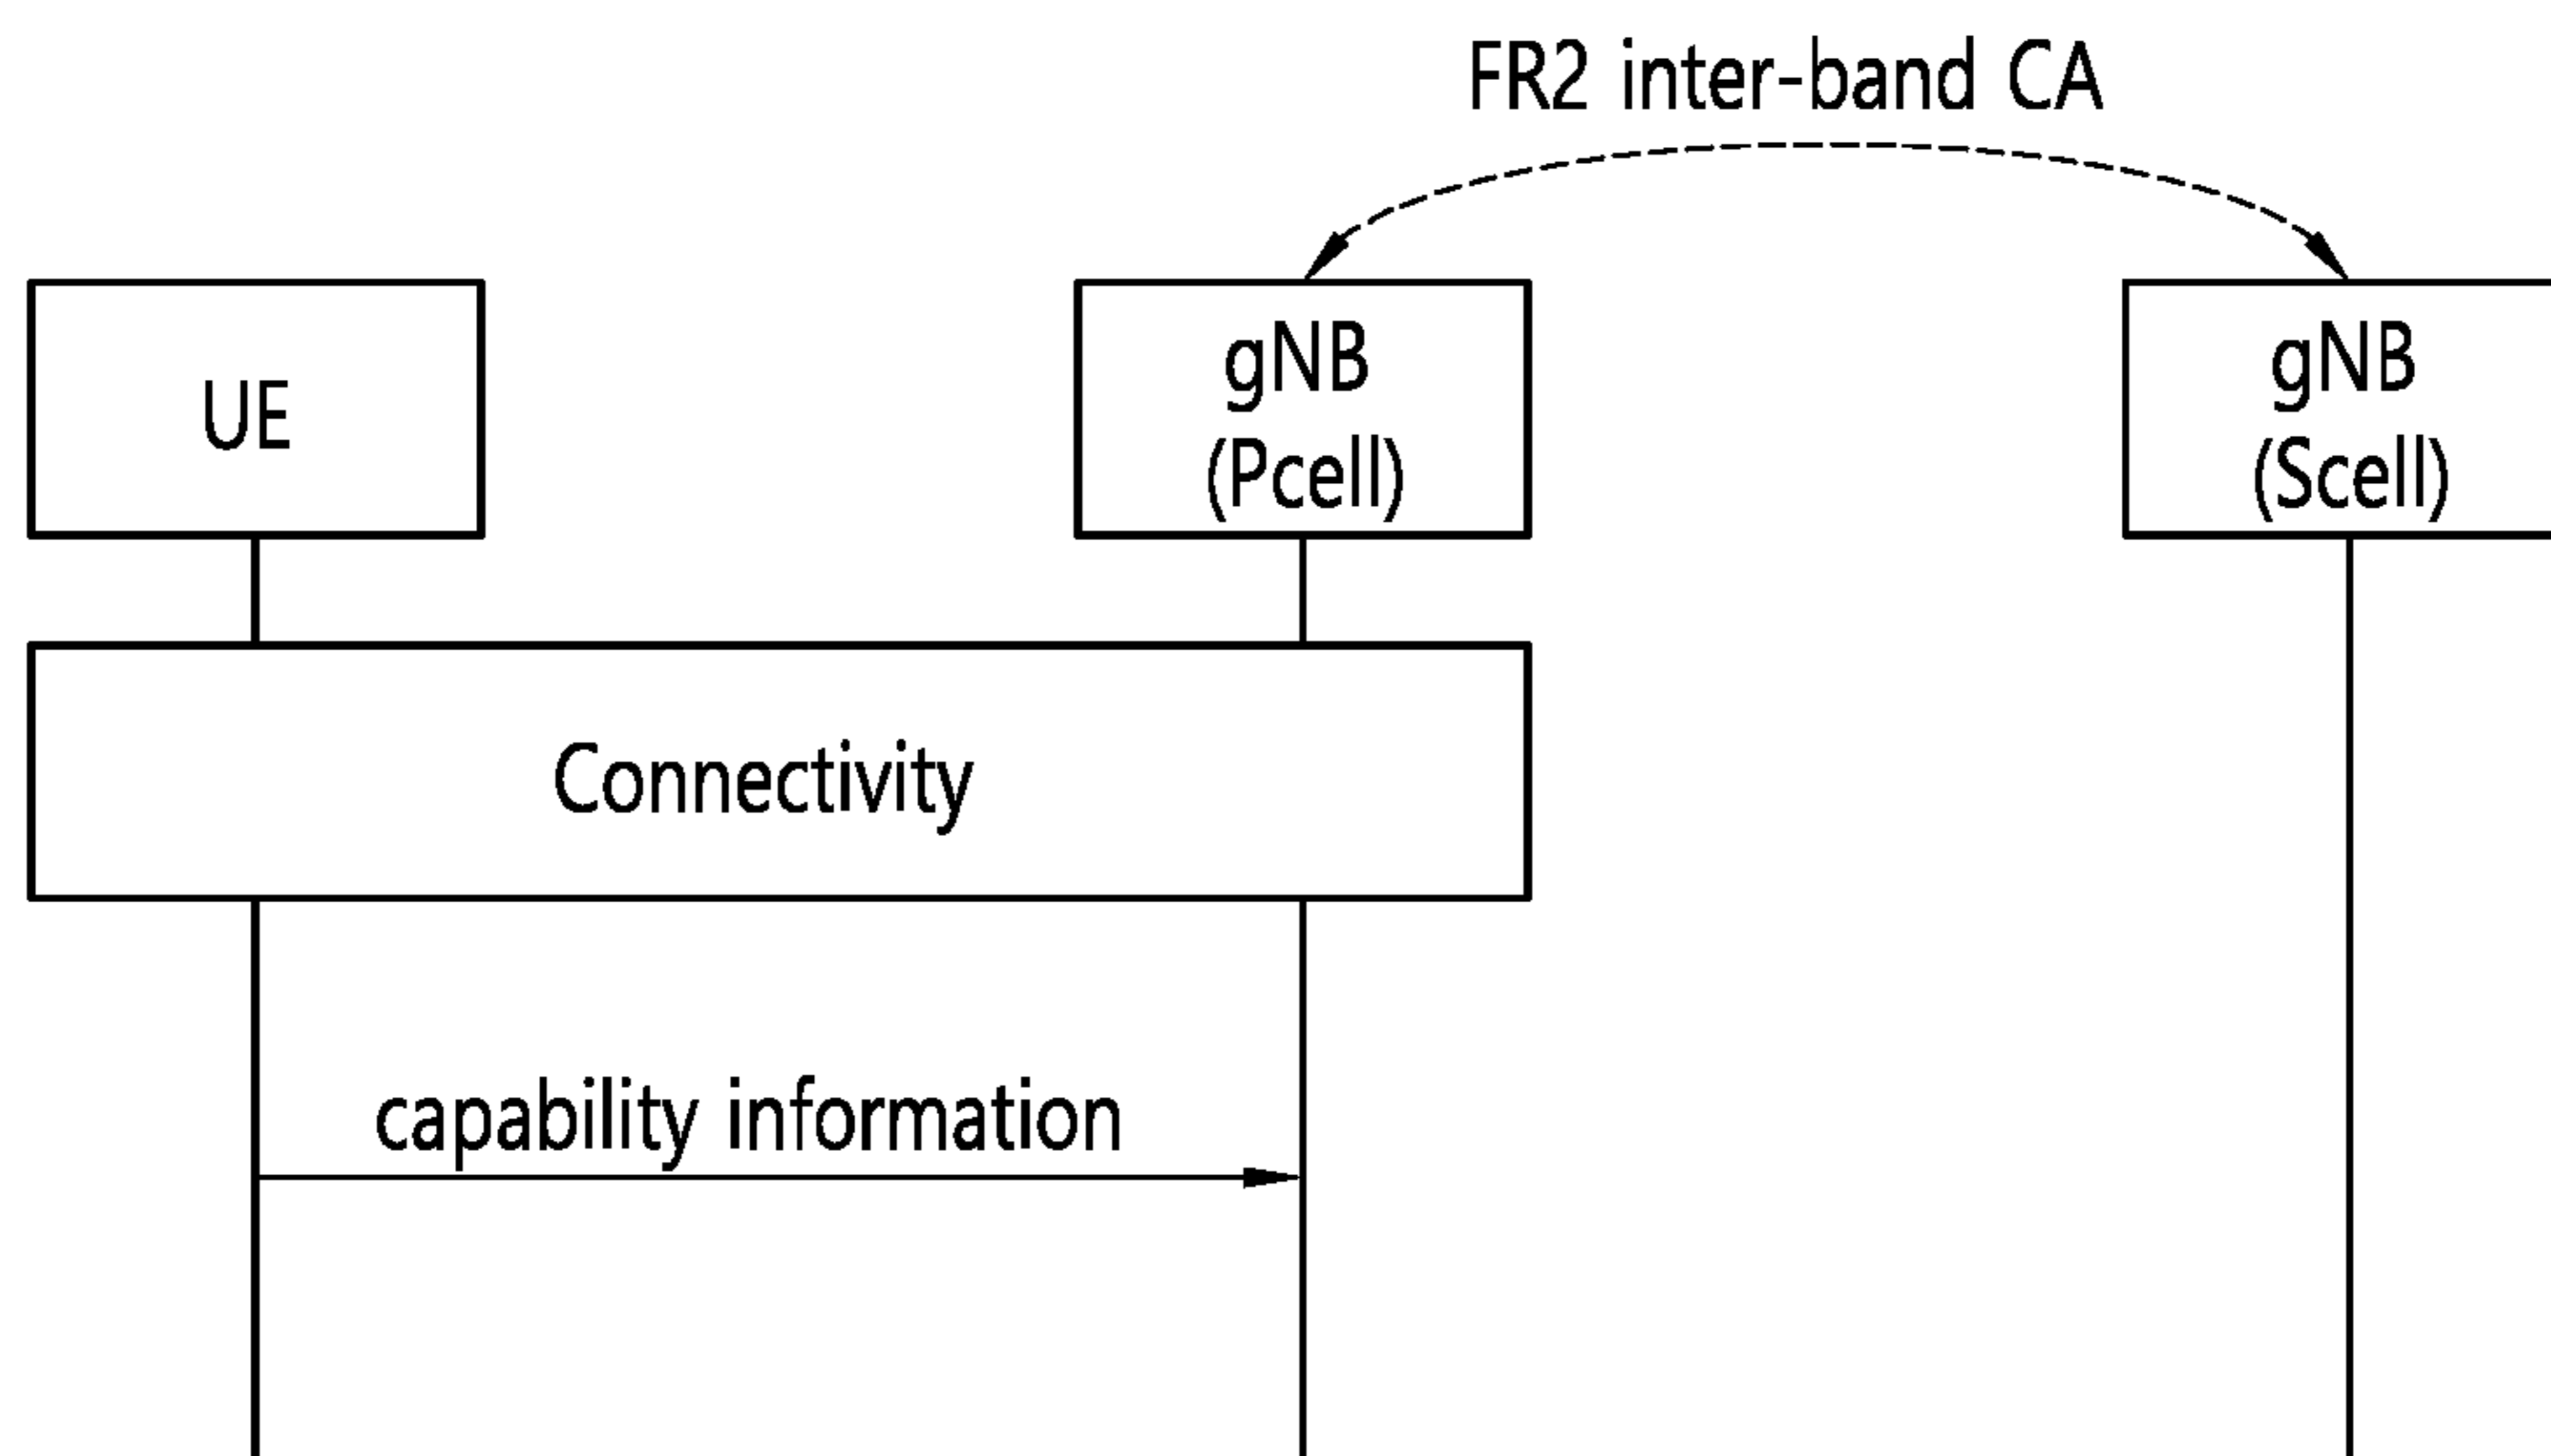 FR2 inter-band CA
UE
gNB
(Pcell)
gNB
(Scell)
Connectivity
capability information